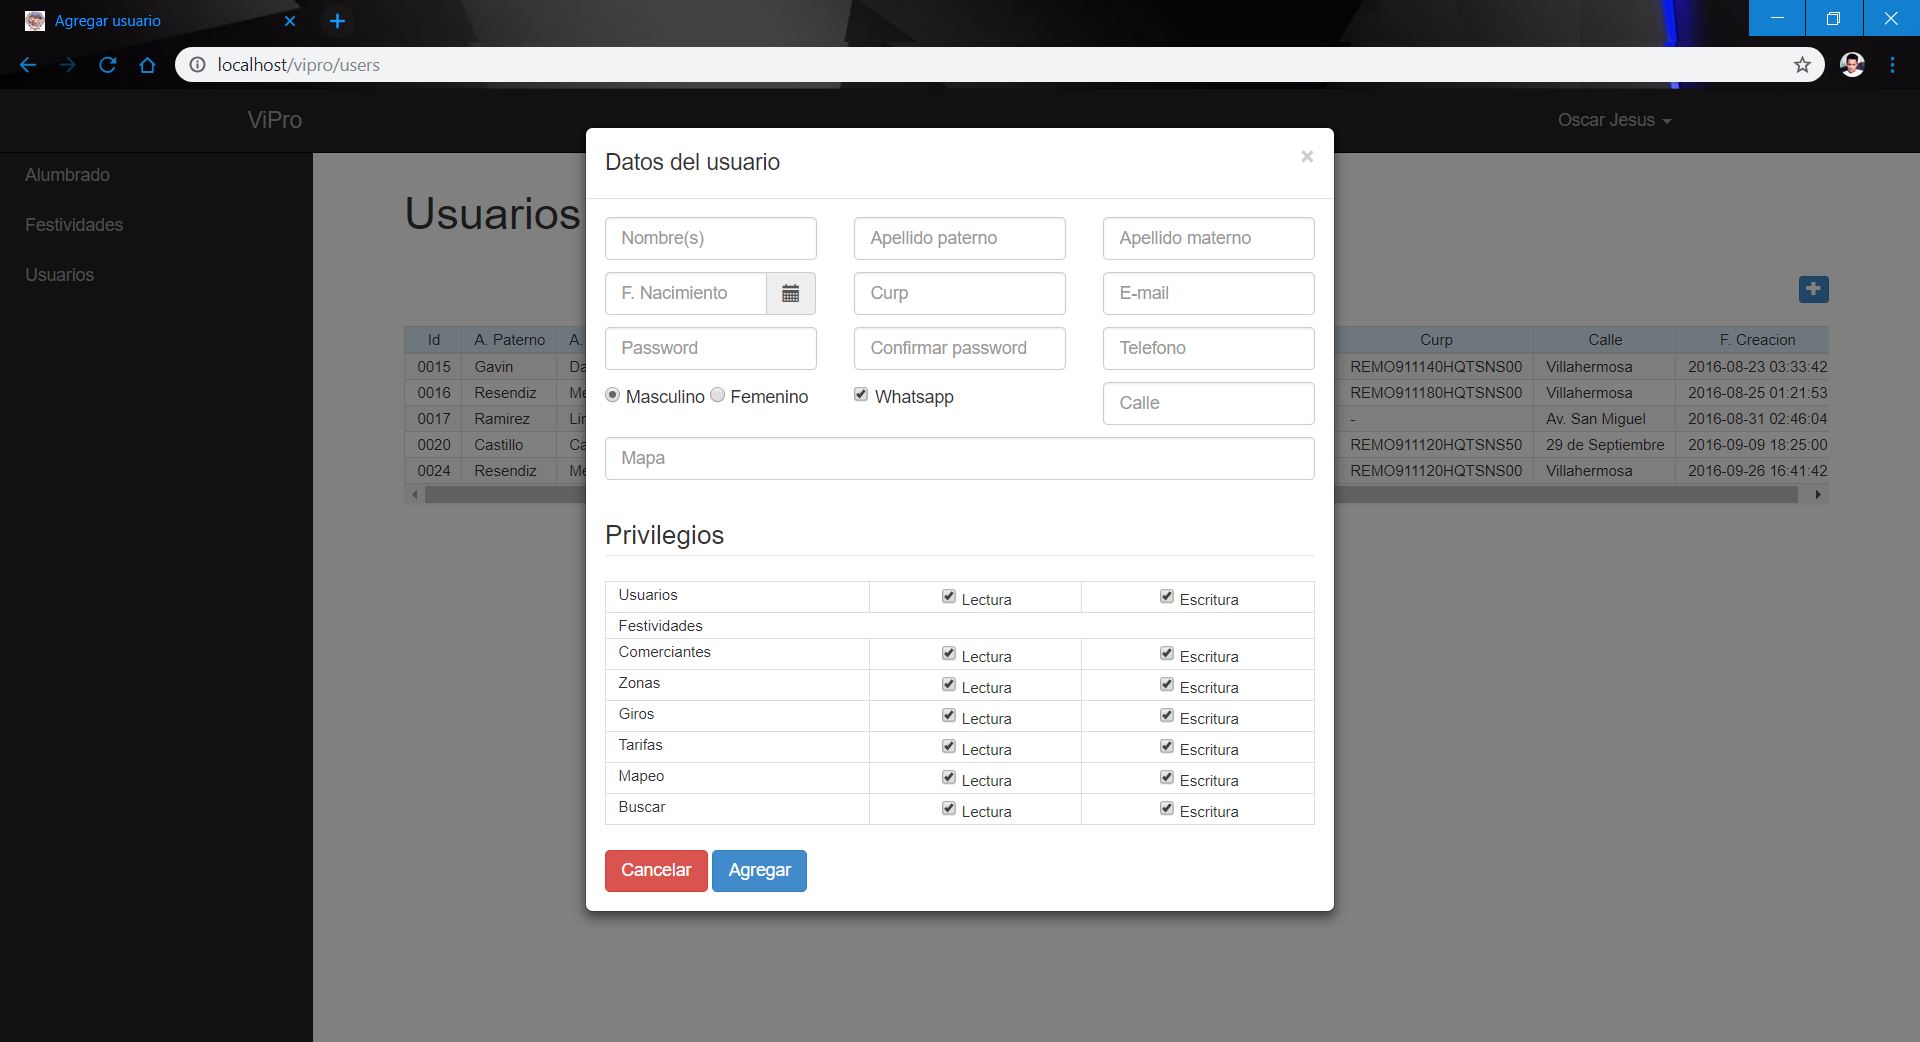 Agregar usuario
localhost/vipro/users
ViPro
Oscar Jesus
Alumbrado
Festividades
Usuarios
Usuarios
Datos del usuario
Nombre(s) Apellido paterno Apellido materno
F. Nacimiento Curp E-mail
Password Confirmar password Telefono
Masculino Femenino Whatsapp Calle
Mapa
Privilegios
Usuarios Lectura Escritura
Festividades
Comerciantes Lectura Escritura
Zonas Lectura Escritura
Giros Lectura Escritura
Tarifas Lectura Escritura
Mapeo Lectura Escritura
Buscar Lectura Escritura
Cancelar Agregar
Id A. Paterno A. Curp Calle F. Creacion
0015 Gavin Da REMO911140HQTSNS00 Villahermosa 2016-08-23 03:33:42
0016 Resendiz Me REMO911180HQTSNS00 Villahermosa 2016-08-25 01:21:53
0017 Ramirez Lir - Av. San Miguel 2016-08-31 02:46:04
0020 Castillo Ca REMO911120HQTSNS50 29 de Septiembre 2016-09-09 18:25:00
0024 Resendiz Me REMO911120HQTSNS00 Villahermosa 2016-09-26 16:41:42